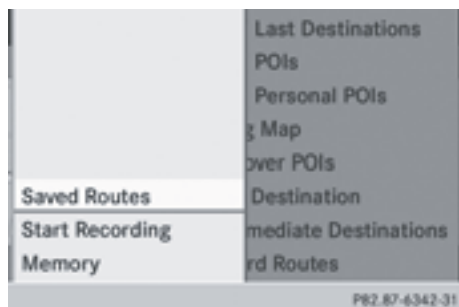 Last Destinations
POIs
Personal POIs
Map
over POIs
Saved Routes
Destination
Start Recording
mediate Destinations
Memory
rd Routes
P82.87-6342-31